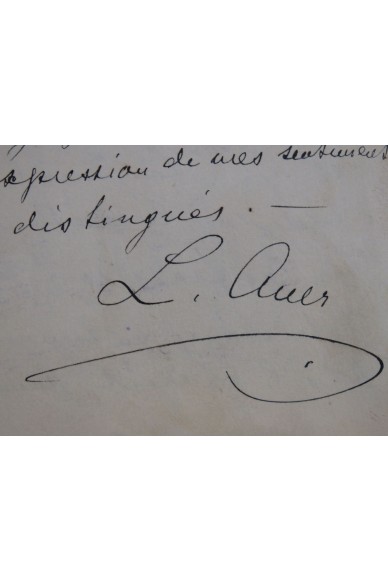 expression de mes sentiments
distingués. —
L. Auer